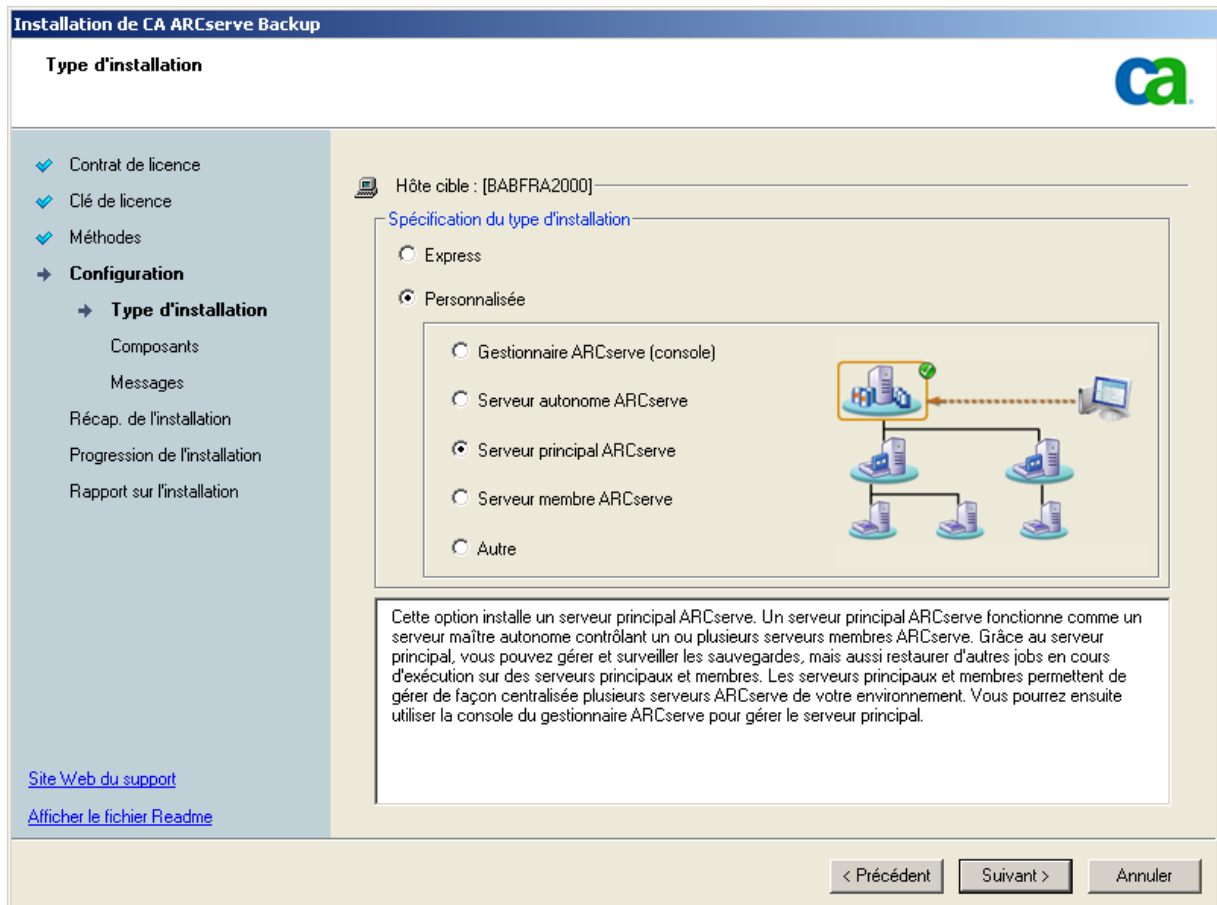 Installation de CA ARCserve Backup
Type d'installation
ca
Contrat de licence
Clé de licence
Méthodes
Configuration
Type d'installation
Composants
Messages
Récap. de l'installation
Progression de l'installation
Rapport sur l'installation
Site Web du support
Afficher le fichier Readme
Hôte cible : [BABFRA2000]
Spécification du type d'installation
Express
Personnalisée
Gestionnaire ARCserve (console)
Serveur autonome ARCserve
Serveur principal ARCserve
Serveur membre ARCserve
Autre
Cette option installe un serveur principal ARCserve. Un serveur principal ARCserve fonctionne comme un
serveur maître autonome contrôlant un ou plusieurs serveurs membres ARCserve. Grâce au serveur
principal, vous pouvez gérer et surveiller les sauvegardes, mais aussi restaurer d'autres jobs en cours
d'exécution sur des serveurs principaux et membres. Les serveurs principaux et membres permettent de
gérer de façon centralisée plusieurs serveurs ARCserve de votre environnement. Vous pourrez ensuite
utiliser la console du gestionnaire ARCserve pour gérer le serveur principal.
< Précédent
Suivant >
Annuler